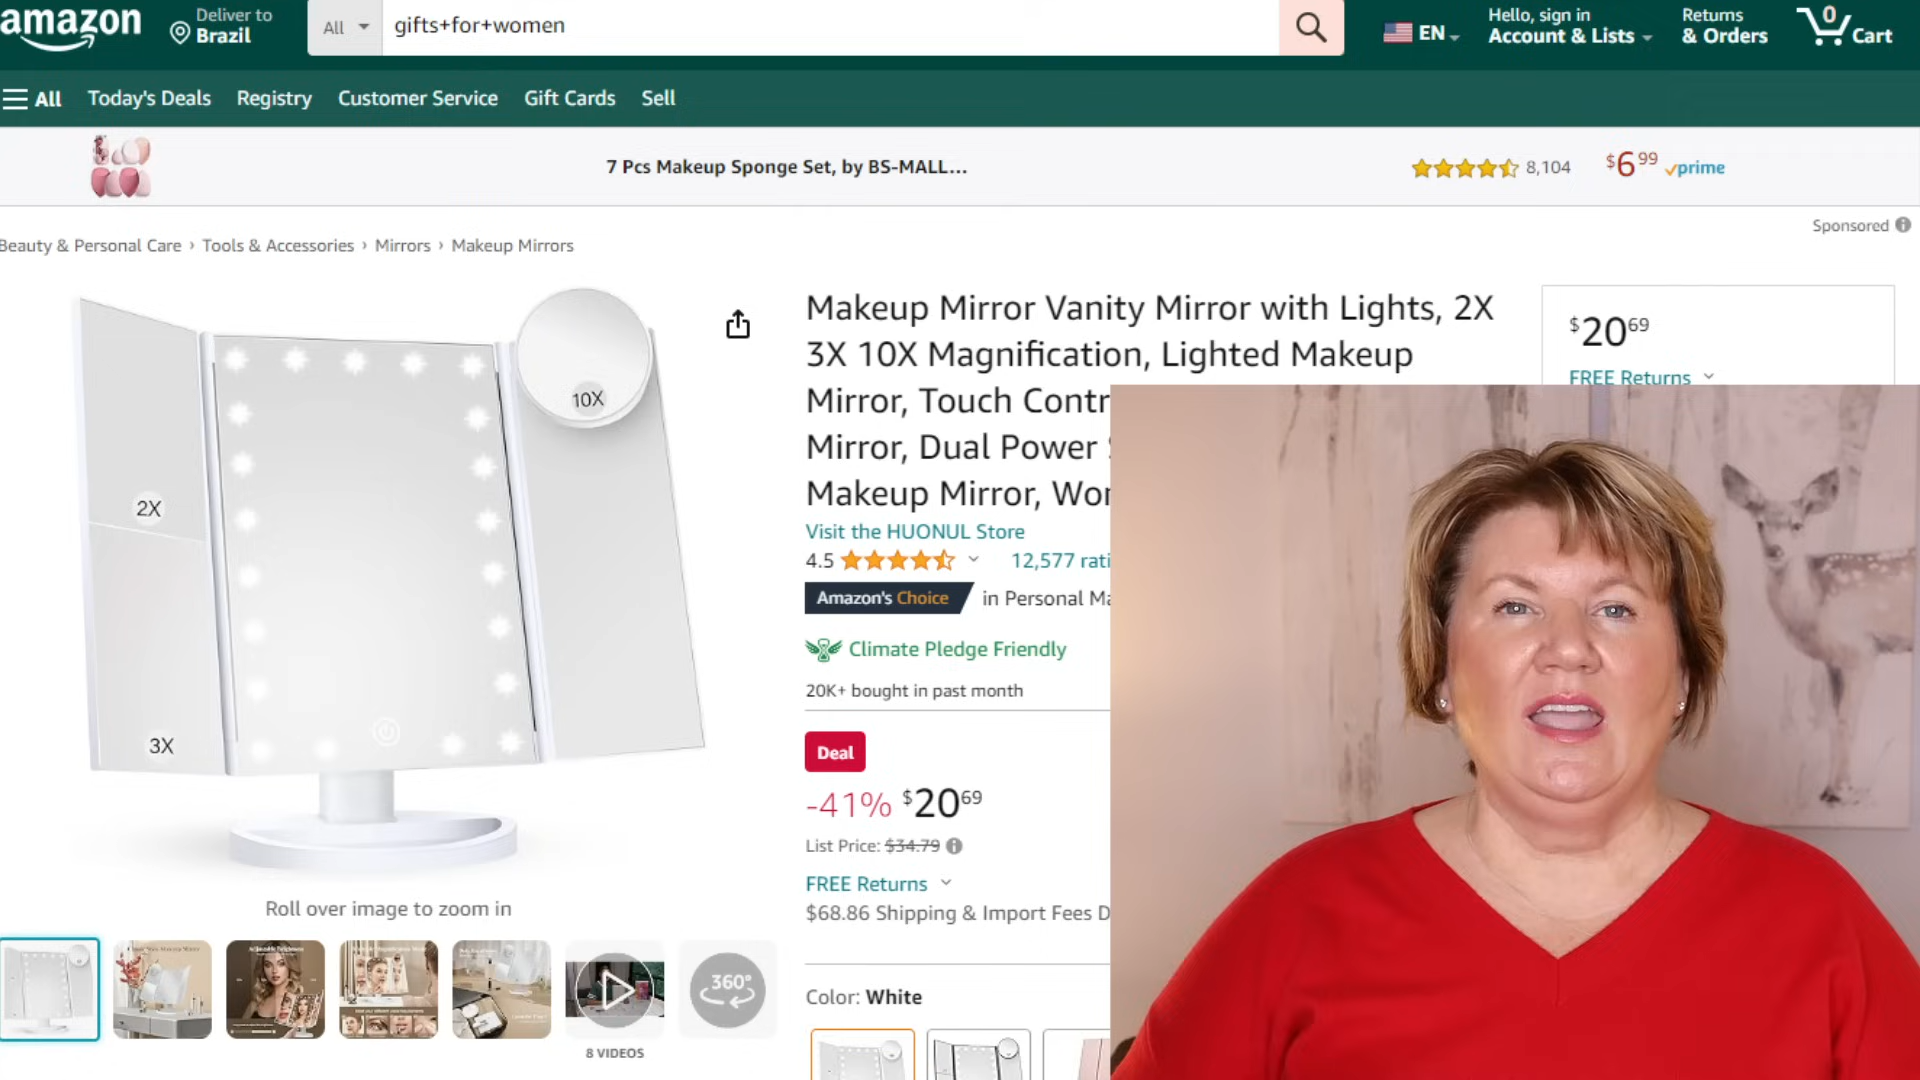 amazon
Deliver to
Brazil
All
gifts+for+women
EN
Hello, sign in
Account & Lists
Returns
& Orders
0
Cart
All
Today's Deals
Registry
Customer Service
Gift Cards
Sell
7 Pcs Makeup Sponge Set, by BS-MALL...
8,104
$6.99
prime
Sponsored
Beauty & Personal Care › Tools & Accessories › Mirrors › Makeup Mirrors
10X
2X
3X
Roll over image to zoom in
360°
8 VIDEOS
Makeup Mirror Vanity Mirror with Lights, 2X
3X 10X Magnification, Lighted Makeup
Mirror, Touch Contr
Mirror, Dual Power
Makeup Mirror, Wo
Visit the HUONUL Store
4.5
12,577 rati
Amazon's Choice
in Personal Ma
Climate Pledge Friendly
20K+ bought in past month
Deal
-41% $20.69
List Price: $34.79
FREE Returns
$68.86 Shipping & Import Fees D
Color: White
$20.69
FREE Returns